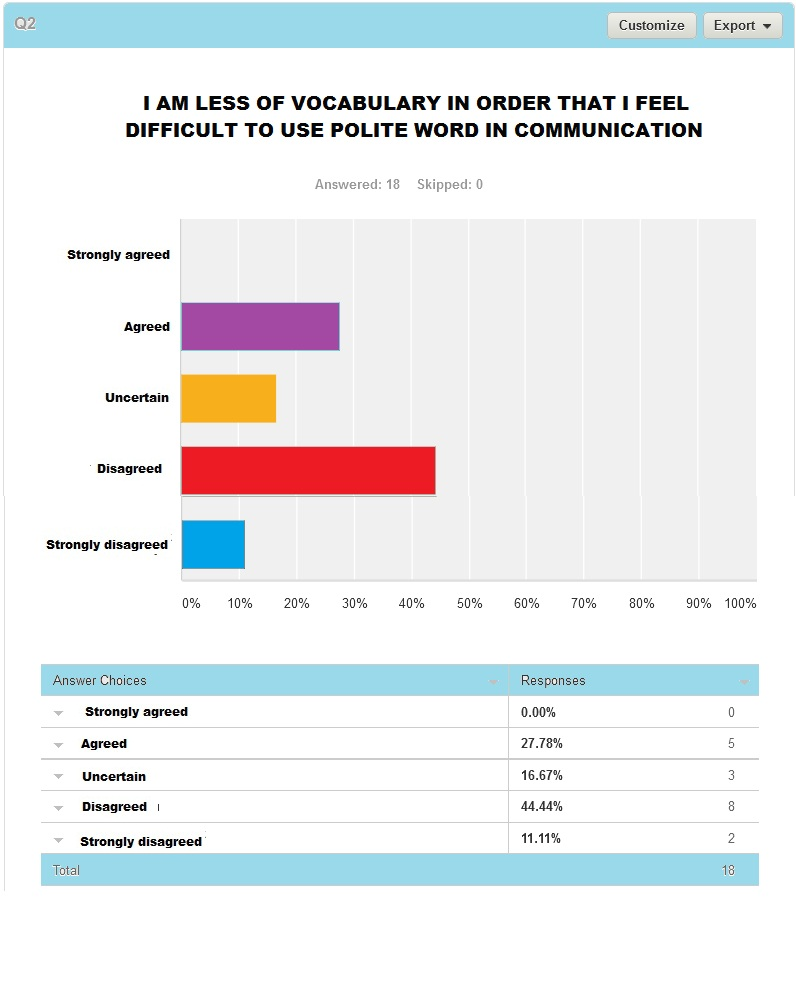 Q2
Customize
Export
I AM LESS OF VOCABULARY IN ORDER THAT I FEEL
DIFFICULT TO USE POLITE WORD IN COMMUNICATION
Answered: 18 Skipped: 0
Strongly agreed
Agreed
Uncertain
Disagreed
Strongly disagreed
0% 10% 20% 30% 40% 50% 60% 70% 80% 90% 100%
Answer Choices Responses
Strongly agreed 0.00% 0
Agreed 27.78% 5
Uncertain 16.67% 3
Disagreed 44.44% 8
Strongly disagreed 11.11% 2
Total 18